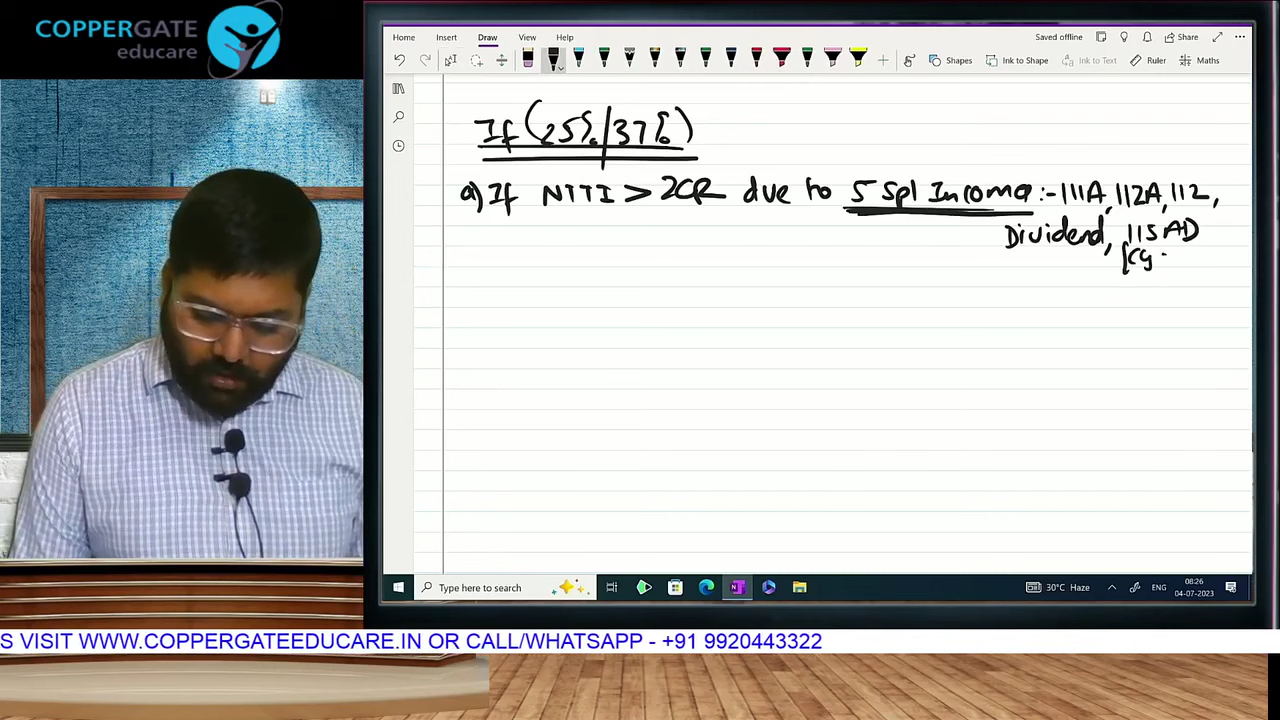 COPPERGATE
educare
Home Insert Draw View Help
Saved offline
Share
Shapes
Ink to Shape
Ink to Text
Ruler
Maths
If (25%/37%)
a) If NTTI > 2CR due to 5 Spl Income :- 111A, 112A, 112,
Dividend, 115AD
Type here to search
30°C Haze
ENG
08:26
04-07-2023
S VISIT WWW.COPPERGATEEDUCARE.IN OR CALL/WHATSAPP - +91 9920443322